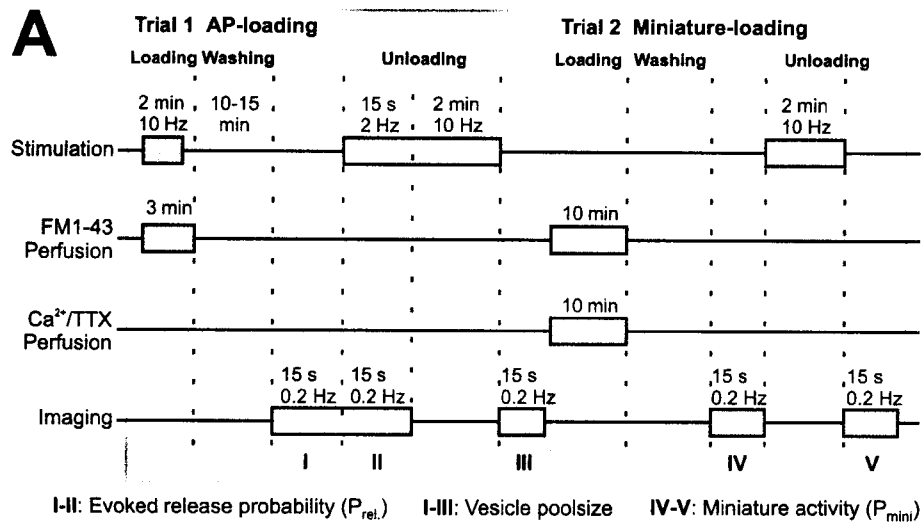 A
Trial 1 AP-loading
Trial 2 Miniature-loading
Loading Washing Unloading Loading Washing Unloading
2 min 10-15 15 s 2 min 2 min
10 Hz min 2 Hz 10 Hz 10 Hz
Stimulation
3 min 10 min
FM1-43
Perfusion
10 min
Ca²⁺/TTX
Perfusion
15 s 15 s 15 s 15 s 15 s
0.2 Hz 0.2 Hz 0.2 Hz 0.2 Hz 0.2 Hz
Imaging
I II III IV V
I-II: Evoked release probability (Prel.) I-III: Vesicle poolsize IV-V: Miniature activity (Pmini)